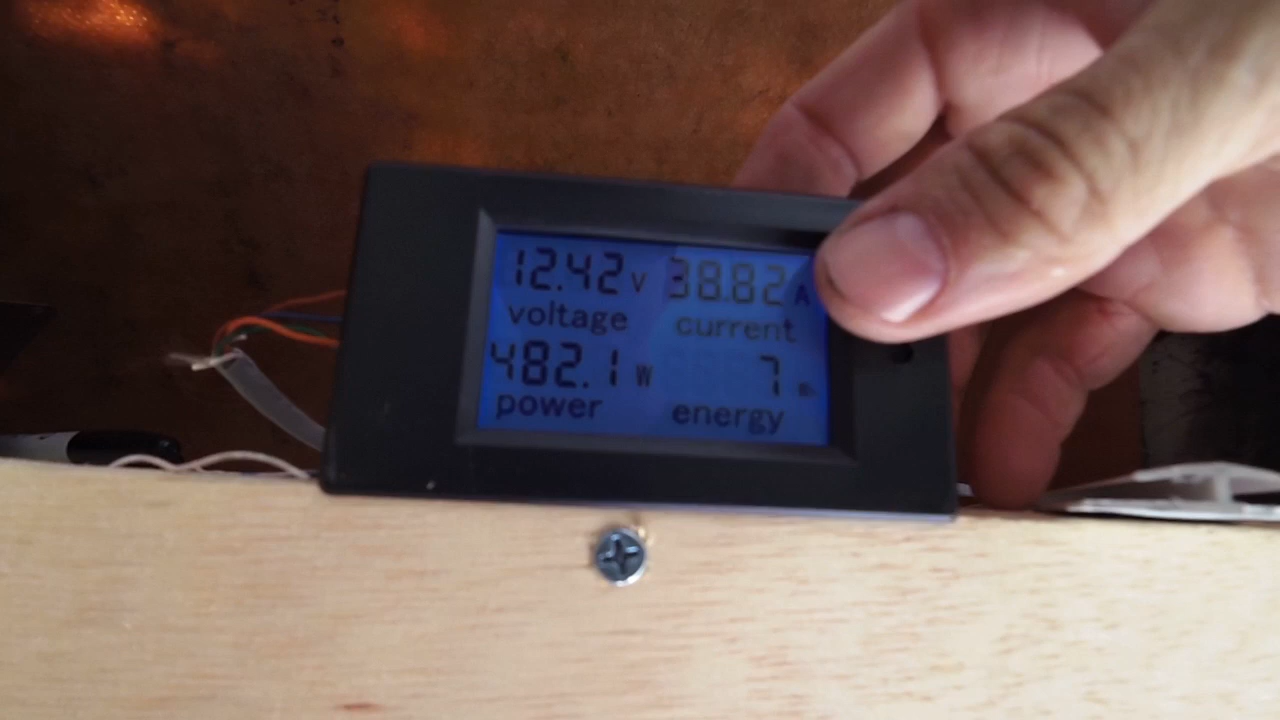 12.42 V 38.82 A
voltage current
482.1 W 7
power energy